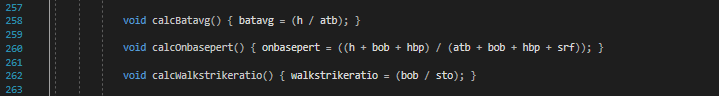 257
258 void calcBatavg() { batavg = (h / atb); }
259
260 void calcOnbasepert() { onbasepert = ((h + bob + hbp) / (atb + bob + hbp + srf)); }
261
262 void calcWalkstrikeratio() { walkstrikeratio = (bob / sto); }
263